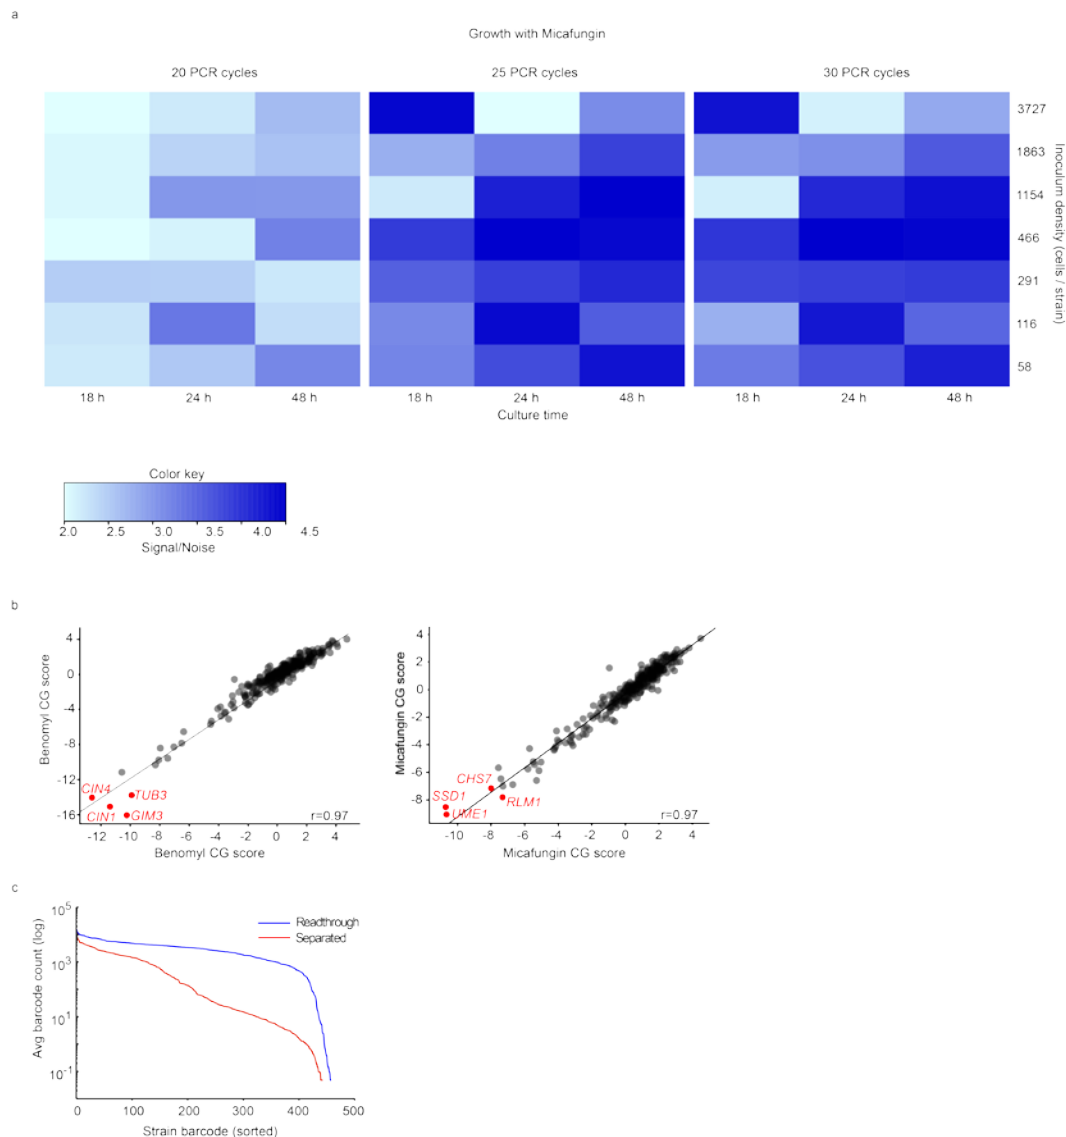 a
Growth with Micafungin
20 PCR cycles 25 PCR cycles 30 PCR cycles
3727
1863
1154
466
291
116
58
Inoculum density (cells / strain)
18 h 24 h 48 h 18 h 24 h 48 h 18 h 24 h 48 h
Culture time
Color key
2.0 2.5 3.0 3.5 4.0 4.5
Signal/Noise
b
Benomyl CG score
4
0
-4
-8
-12
-16
CIN4
TUB3
CIN1
GIM3
r=0.97
-12 -10 -8 -6 -4 -2 0 2 4
Benomyl CG score
Micafungin CG score
4
2
0
-2
-4
-6
-8
CHS7
SSD1
RLM1
UME1
r=0.97
-10 -8 -6 -4 -2 0 2 4
Micafungin CG score
c
Avg barcode count (log)
10^5
10^3
10^1
10^-1
Readthrough
Separated
0 100 200 300 400 500
Strain barcode (sorted)